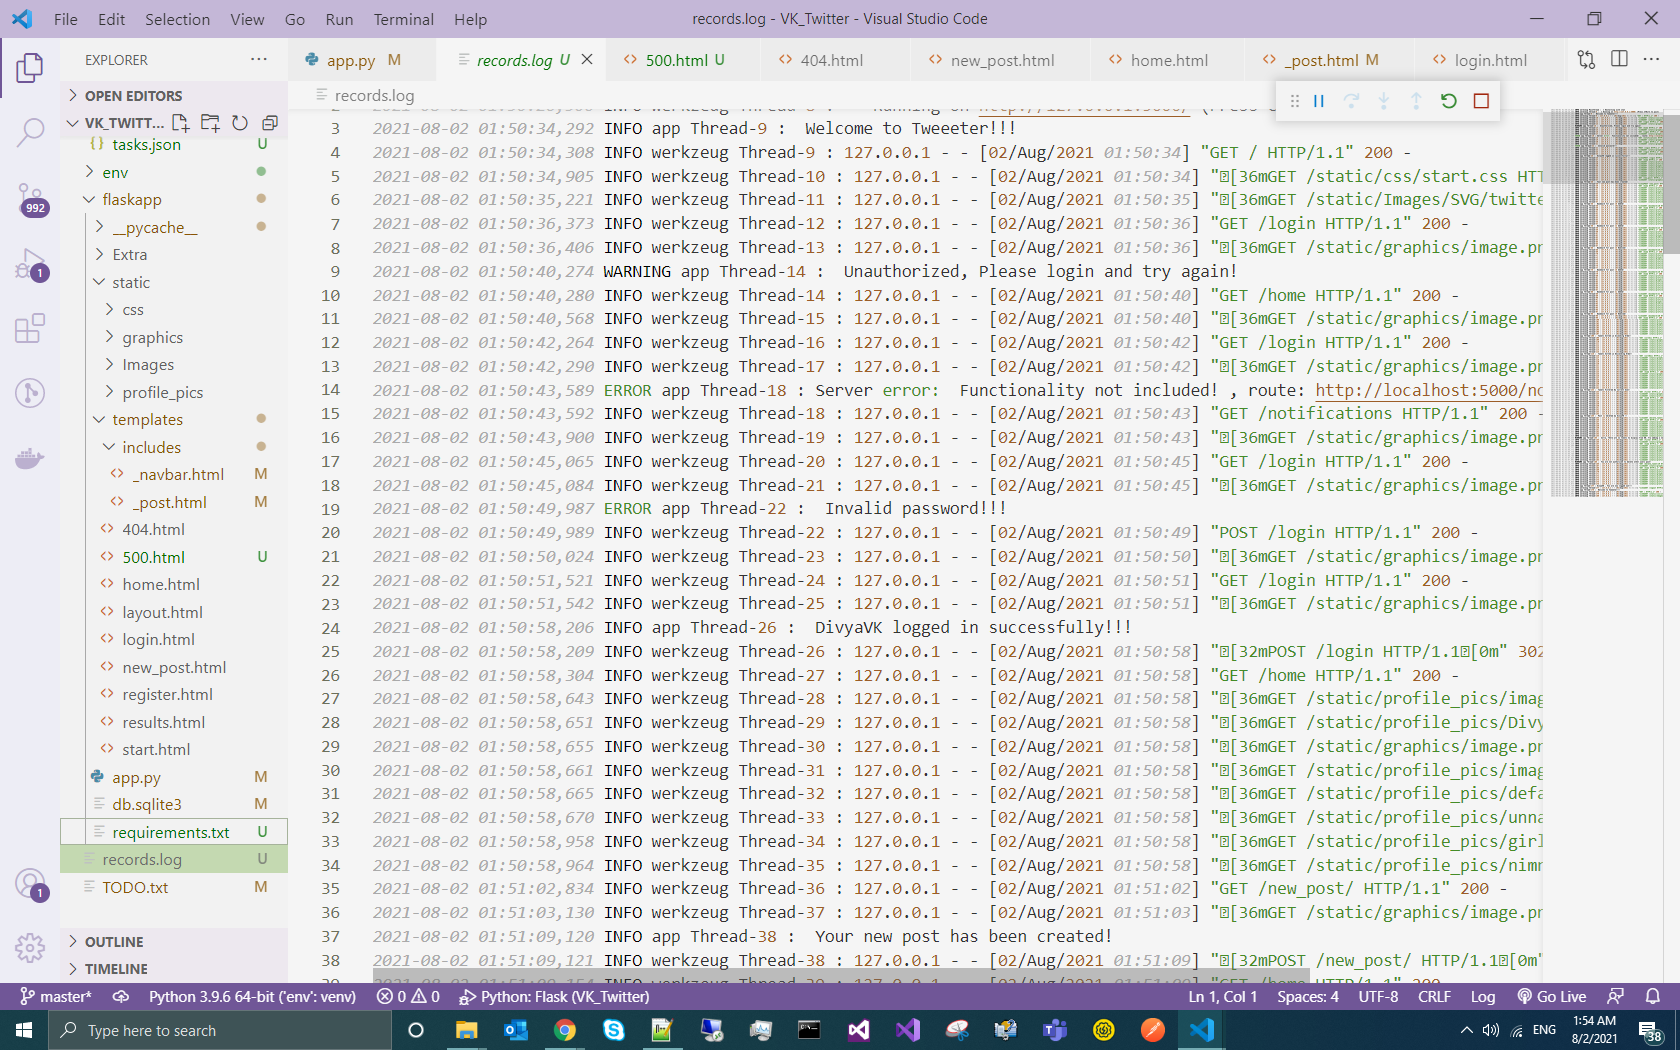 File Edit Selection View Go Run Terminal Help
records.log - VK_Twitter - Visual Studio Code
EXPLORER
OPEN EDITORS
VK_TWITT...
tasks.json U
env
flaskapp
__pycache__
Extra
static
css
graphics
Images
profile_pics
templates
includes
_navbar.html M
_post.html M
404.html
500.html U
home.html
layout.html
login.html
new_post.html
register.html
results.html
start.html
app.py M
db.sqlite3 M
requirements.txt U
records.log U
TODO.txt M
OUTLINE
TIMELINE
992
1
1
app.py M
records.log U
500.html U
404.html
new_post.html
home.html
_post.html M
login.html
records.log
3 2021-08-02 01:50:34,292 INFO app Thread-9 : Welcome to Tweeeter!!!
4 2021-08-02 01:50:34,308 INFO werkzeug Thread-9 : 127.0.0.1 - - [02/Aug/2021 01:50:34] "GET / HTTP/1.1" 200 -
5 2021-08-02 01:50:34,905 INFO werkzeug Thread-10 : 127.0.0.1 - - [02/Aug/2021 01:50:34] "[36mGET /static/css/start.css HTT
6 2021-08-02 01:50:35,221 INFO werkzeug Thread-11 : 127.0.0.1 - - [02/Aug/2021 01:50:35] "[36mGET /static/Images/SVG/twitte
7 2021-08-02 01:50:36,373 INFO werkzeug Thread-12 : 127.0.0.1 - - [02/Aug/2021 01:50:36] "GET /login HTTP/1.1" 200 -
8 2021-08-02 01:50:36,406 INFO werkzeug Thread-13 : 127.0.0.1 - - [02/Aug/2021 01:50:36] "[36mGET /static/graphics/image.pn
9 2021-08-02 01:50:40,274 WARNING app Thread-14 : Unauthorized, Please login and try again!
10 2021-08-02 01:50:40,280 INFO werkzeug Thread-14 : 127.0.0.1 - - [02/Aug/2021 01:50:40] "GET /home HTTP/1.1" 200 -
11 2021-08-02 01:50:40,568 INFO werkzeug Thread-15 : 127.0.0.1 - - [02/Aug/2021 01:50:40] "[36mGET /static/graphics/image.pn
12 2021-08-02 01:50:42,264 INFO werkzeug Thread-16 : 127.0.0.1 - - [02/Aug/2021 01:50:42] "GET /login HTTP/1.1" 200 -
13 2021-08-02 01:50:42,290 INFO werkzeug Thread-17 : 127.0.0.1 - - [02/Aug/2021 01:50:42] "[36mGET /static/graphics/image.pn
14 2021-08-02 01:50:43,589 ERROR app Thread-18 : Server error: Functionality not included! , route: http://localhost:5000/no
15 2021-08-02 01:50:43,592 INFO werkzeug Thread-18 : 127.0.0.1 - - [02/Aug/2021 01:50:43] "GET /notifications HTTP/1.1" 200 -
16 2021-08-02 01:50:43,900 INFO werkzeug Thread-19 : 127.0.0.1 - - [02/Aug/2021 01:50:43] "[36mGET /static/graphics/image.pn
17 2021-08-02 01:50:45,065 INFO werkzeug Thread-20 : 127.0.0.1 - - [02/Aug/2021 01:50:45] "GET /login HTTP/1.1" 200 -
18 2021-08-02 01:50:45,084 INFO werkzeug Thread-21 : 127.0.0.1 - - [02/Aug/2021 01:50:45] "[36mGET /static/graphics/image.pn
19 2021-08-02 01:50:49,987 ERROR app Thread-22 : Invalid password!!!
20 2021-08-02 01:50:49,989 INFO werkzeug Thread-22 : 127.0.0.1 - - [02/Aug/2021 01:50:49] "POST /login HTTP/1.1" 200 -
21 2021-08-02 01:50:50,024 INFO werkzeug Thread-23 : 127.0.0.1 - - [02/Aug/2021 01:50:50] "[36mGET /static/graphics/image.pn
22 2021-08-02 01:50:51,521 INFO werkzeug Thread-24 : 127.0.0.1 - - [02/Aug/2021 01:50:51] "GET /login HTTP/1.1" 200 -
23 2021-08-02 01:50:51,542 INFO werkzeug Thread-25 : 127.0.0.1 - - [02/Aug/2021 01:50:51] "[36mGET /static/graphics/image.pn
24 2021-08-02 01:50:58,206 INFO app Thread-26 : DivyaVK logged in successfully!!!
25 2021-08-02 01:50:58,209 INFO werkzeug Thread-26 : 127.0.0.1 - - [02/Aug/2021 01:50:58] "[32mPOST /login HTTP/1.1[0m" 302
26 2021-08-02 01:50:58,304 INFO werkzeug Thread-27 : 127.0.0.1 - - [02/Aug/2021 01:50:58] "GET /home HTTP/1.1" 200 -
27 2021-08-02 01:50:58,643 INFO werkzeug Thread-28 : 127.0.0.1 - - [02/Aug/2021 01:50:58] "[36mGET /static/profile_pics/imag
28 2021-08-02 01:50:58,651 INFO werkzeug Thread-29 : 127.0.0.1 - - [02/Aug/2021 01:50:58] "[36mGET /static/profile_pics/Divy
29 2021-08-02 01:50:58,655 INFO werkzeug Thread-30 : 127.0.0.1 - - [02/Aug/2021 01:50:58] "[36mGET /static/graphics/image.pn
30 2021-08-02 01:50:58,661 INFO werkzeug Thread-31 : 127.0.0.1 - - [02/Aug/2021 01:50:58] "[36mGET /static/profile_pics/imag
31 2021-08-02 01:50:58,665 INFO werkzeug Thread-32 : 127.0.0.1 - - [02/Aug/2021 01:50:58] "[36mGET /static/profile_pics/defa
32 2021-08-02 01:50:58,670 INFO werkzeug Thread-33 : 127.0.0.1 - - [02/Aug/2021 01:50:58] "[36mGET /static/profile_pics/unna
33 2021-08-02 01:50:58,958 INFO werkzeug Thread-34 : 127.0.0.1 - - [02/Aug/2021 01:50:58] "[36mGET /static/profile_pics/girl
34 2021-08-02 01:50:58,964 INFO werkzeug Thread-35 : 127.0.0.1 - - [02/Aug/2021 01:50:58] "[36mGET /static/profile_pics/nimr
35 2021-08-02 01:51:02,834 INFO werkzeug Thread-36 : 127.0.0.1 - - [02/Aug/2021 01:51:02] "GET /new_post/ HTTP/1.1" 200 -
36 2021-08-02 01:51:03,130 INFO werkzeug Thread-37 : 127.0.0.1 - - [02/Aug/2021 01:51:03] "[36mGET /static/graphics/image.pn
37 2021-08-02 01:51:09,120 INFO app Thread-38 : Your new post has been created!
38 2021-08-02 01:51:09,121 INFO werkzeug Thread-38 : 127.0.0.1 - - [02/Aug/2021 01:51:09] "[32mPOST /new_post/ HTTP/1.1[0m"
master* Python 3.9.6 64-bit ('env': venv) 0 0 Python: Flask (VK_Twitter) Ln 1, Col 1 Spaces: 4 UTF-8 CRLF Log Go Live
Type here to search
ENG
1:54 AM
8/2/2021
38